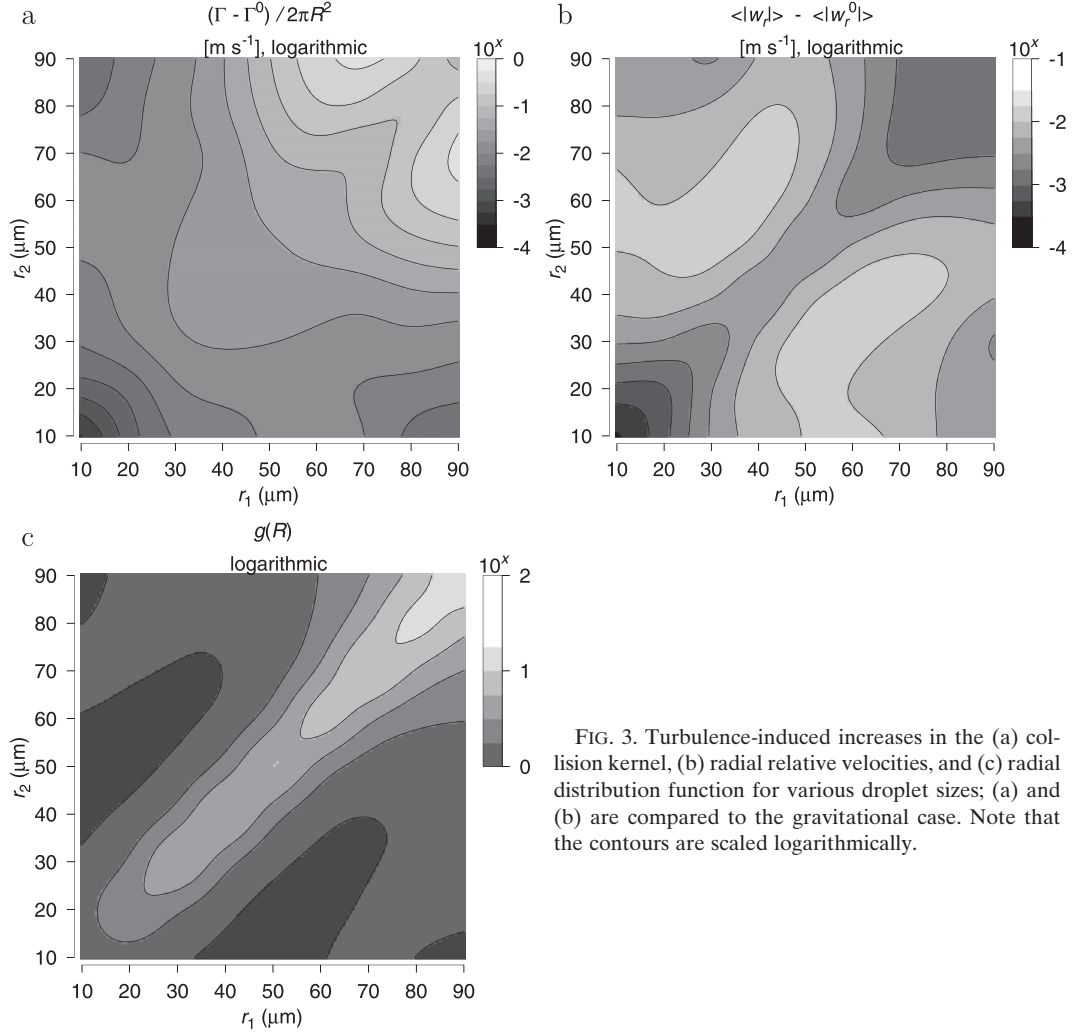 a
(Γ - Γ⁰) / 2πR²
[m s⁻¹], logarithmic
10ˣ
90
80
70
60
50
40
30
20
10
r₂ (μm)
0
-1
-2
-3
-4
10 20 30 40 50 60 70 80 90
r₁ (μm)
b
<|wᵣ|> - <|wᵣ⁰|>
[m s⁻¹], logarithmic
10ˣ
90
80
70
60
50
40
30
20
10
r₂ (μm)
-1
-2
-3
-4
10 20 30 40 50 60 70 80 90
r₁ (μm)
c
g(R)
logarithmic
10ˣ
90
80
70
60
50
40
30
20
10
r₂ (μm)
2
1
0
10 20 30 40 50 60 70 80 90
r₁ (μm)
FIG. 3. Turbulence-induced increases in the (a) col-
lision kernel, (b) radial relative velocities, and (c) radial
distribution function for various droplet sizes; (a) and
(b) are compared to the gravitational case. Note that
the contours are scaled logarithmically.